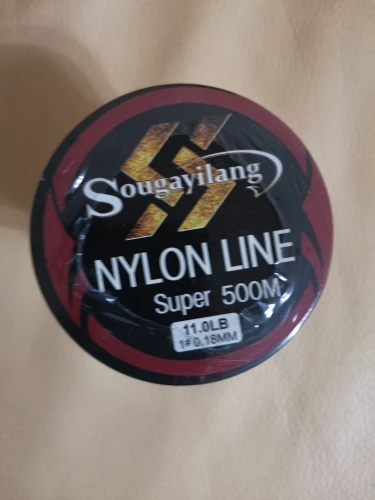 Sougayilang
NYLON LINE
Super 500M
11.0LB
1# 0.18MM